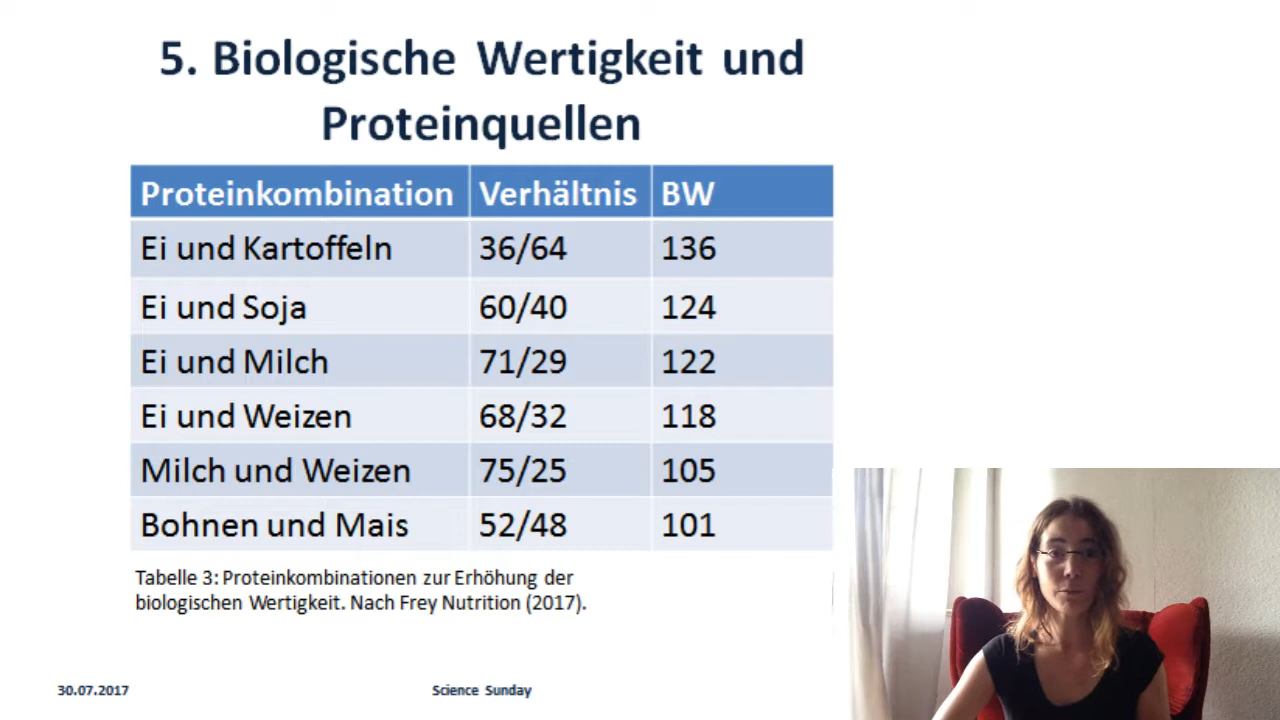 5. Biologische Wertigkeit und
Proteinquellen
Proteinkombination Verhältnis BW
Ei und Kartoffeln 36/64 136
Ei und Soja 60/40 124
Ei und Milch 71/29 122
Ei und Weizen 68/32 118
Milch und Weizen 75/25 105
Bohnen und Mais 52/48 101
Tabelle 3: Proteinkombinationen zur Erhöhung der
biologischen Wertigkeit. Nach Frey Nutrition (2017).
30.07.2017 Science Sunday